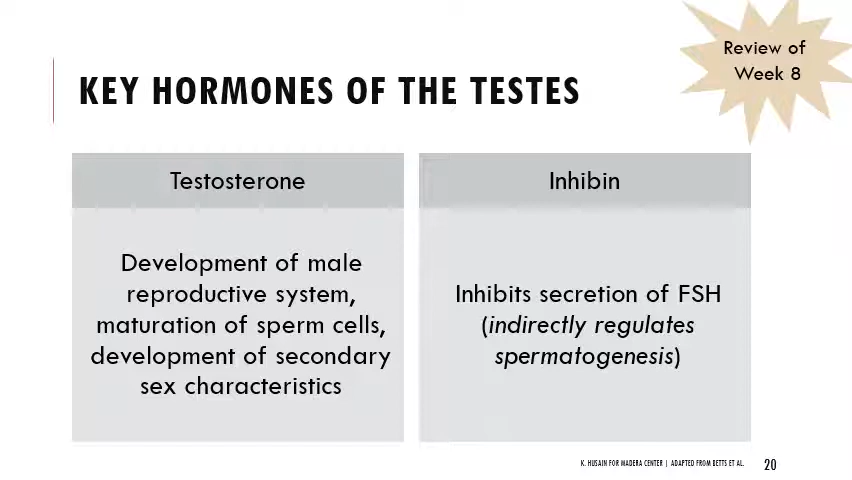 Review of
Week 8
KEY HORMONES OF THE TESTES
Testosterone
Development of male
reproductive system,
maturation of sperm cells,
development of secondary
sex characteristics
Inhibin
Inhibits secretion of FSH
(indirectly regulates
spermatogenesis)
K. HUSAIN FOR MADERA CENTER | ADAPTED FROM BETTS ET AL.
20